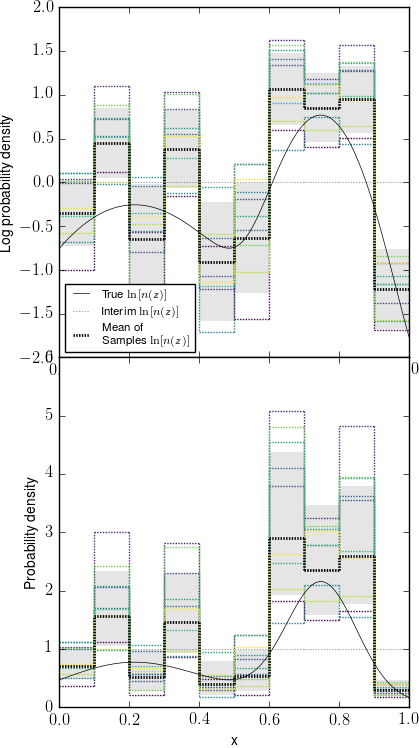 2.0
1.5
1.0
0.5
0.0
−0.5
−1.0
−1.5
−2.0
Log probability density
True ln[n(z)]
Interim ln[n(z)]
Mean of
Samples ln[n(z)]
0
5
4
3
2
1
0
Probability density
0.0 0.2 0.4 0.6 0.8 1.0
x